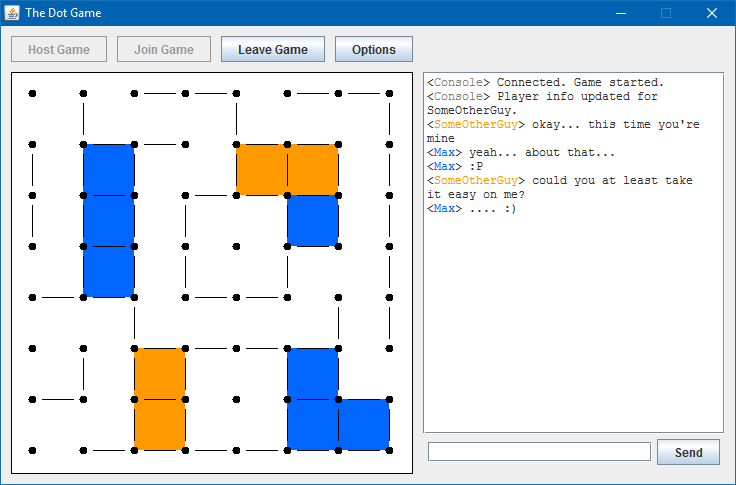 The Dot Game
Host Game Join Game Leave Game Options
<Console> Connected. Game started.
<Console> Player info updated for
SomeOtherGuy.
<SomeOtherGuy> okay... this time you're
mine
<Max> yeah... about that...
<Max> :P
<SomeOtherGuy> could you at least take
it easy on me?
<Max> .... :)
Send